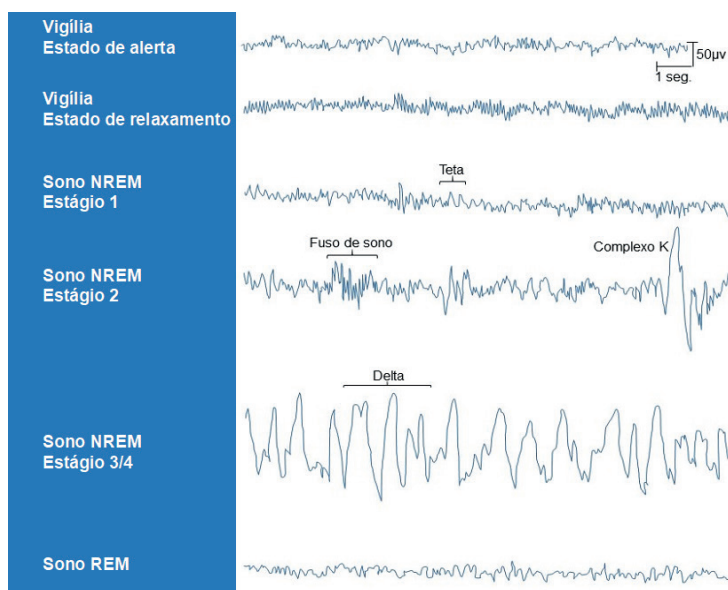 Vigília
Estado de alerta
50μv
1 seg.
Vigília
Estado de relaxamento
Sono NREM
Estágio 1
Teta
Sono NREM
Estágio 2
Fuso de sono
Complexo K
Sono NREM
Estágio 3/4
Delta
Sono REM